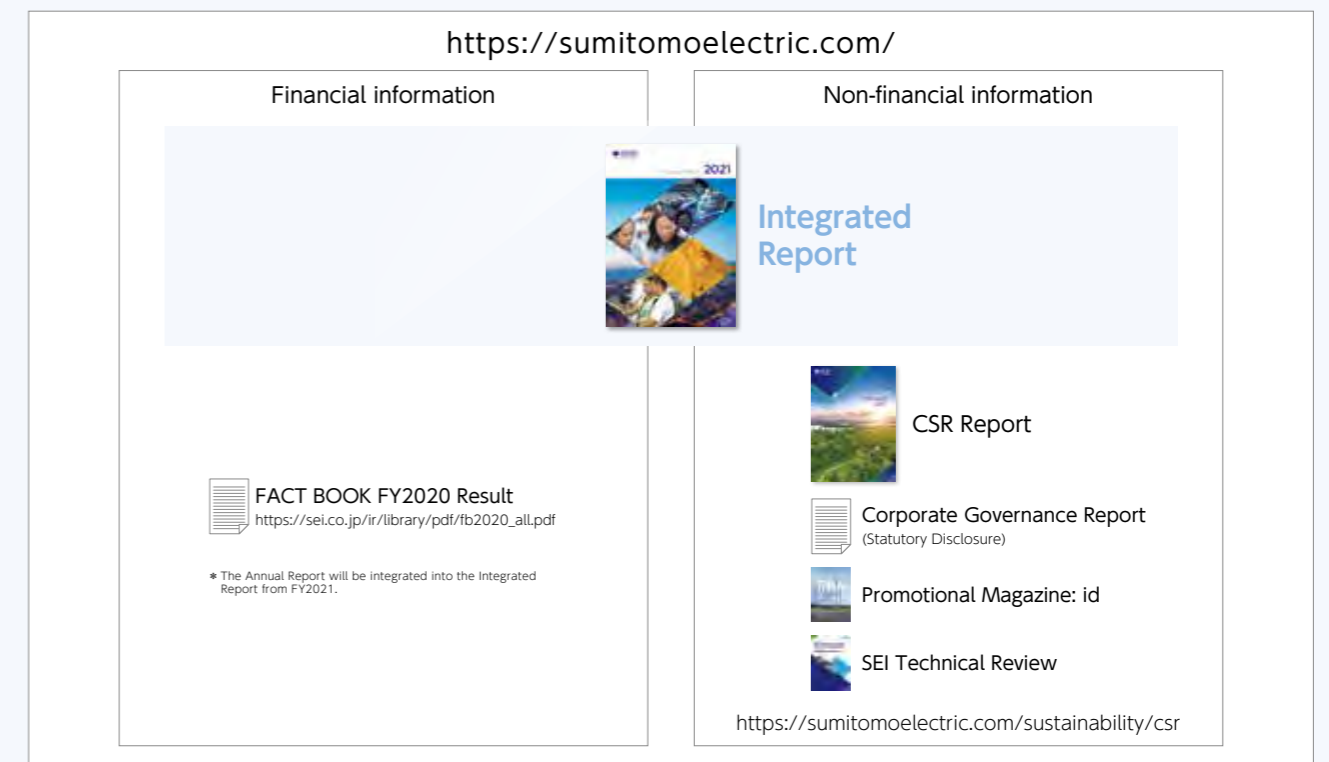 https://sumitomoelectric.com/
Financial information
Non-financial information
2021
Integrated
Report
FACT BOOK FY2020 Result
https://sei.co.jp/ir/library/pdf/fb2020_all.pdf
* The Annual Report will be integrated into the Integrated
Report from FY2021.
CSR Report
Corporate Governance Report
(Statutory Disclosure)
Promotional Magazine: id
SEI Technical Review
https://sumitomoelectric.com/sustainability/csr